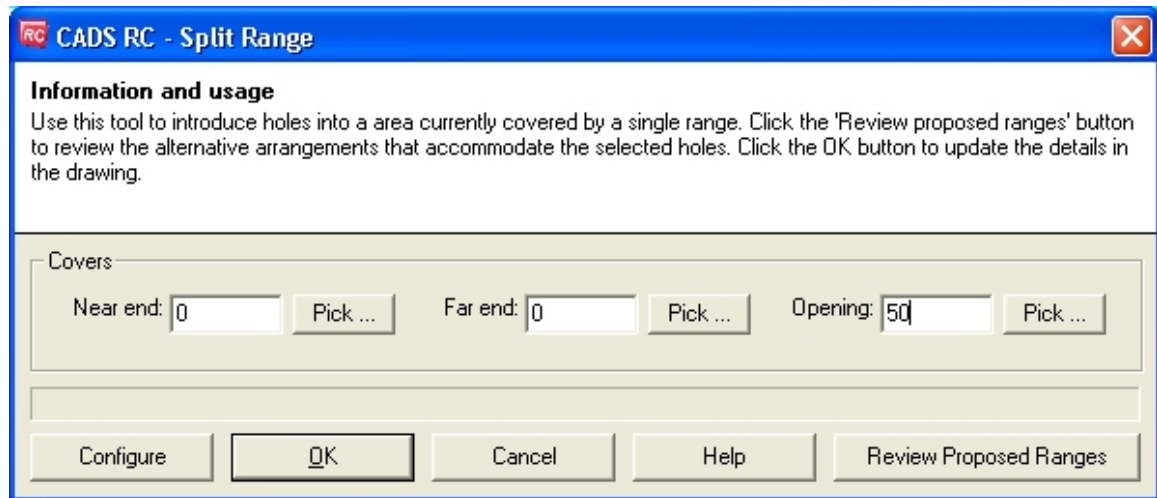 RC CADS RC - Split Range
Information and usage
Use this tool to introduce holes into a area currently covered by a single range. Click the 'Review proposed ranges' button
to review the alternative arrangements that accommodate the selected holes. Click the OK button to update the details in
the drawing.
Covers
Near end: 0 Pick ... Far end: 0 Pick ... Opening: 50 Pick ...
Configure OK Cancel Help Review Proposed Ranges